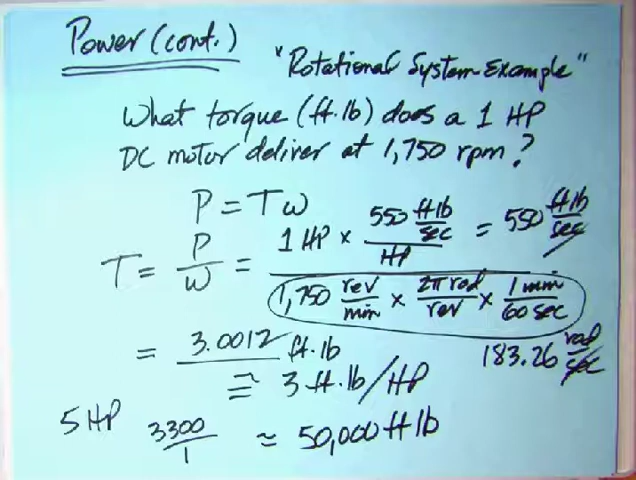 Power (cont.)
"Rotational System Example"
What torque (ft.lb) does a 1 HP
DC motor deliver at 1,750 rpm?
P = Tω
T = P/ω = 1 HP × 550 ft lb/sec/HP = 550 ft lb/sec
1,750 rev/min × 2π rad/rev × 1 min/60 sec
183.26 rad/sec
= 3.0012 ft.lb
≅ 3 ft.lb/HP
5 HP 3300/1 ≈ 50,000 ft lb